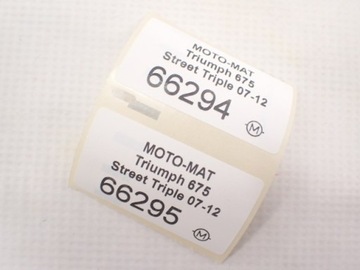 MOTO-MAT
Triumph 675
Street Triple 07-12
66294
M
MOTO-MAT
Triumph 675
Street Triple 07-12
66295
M